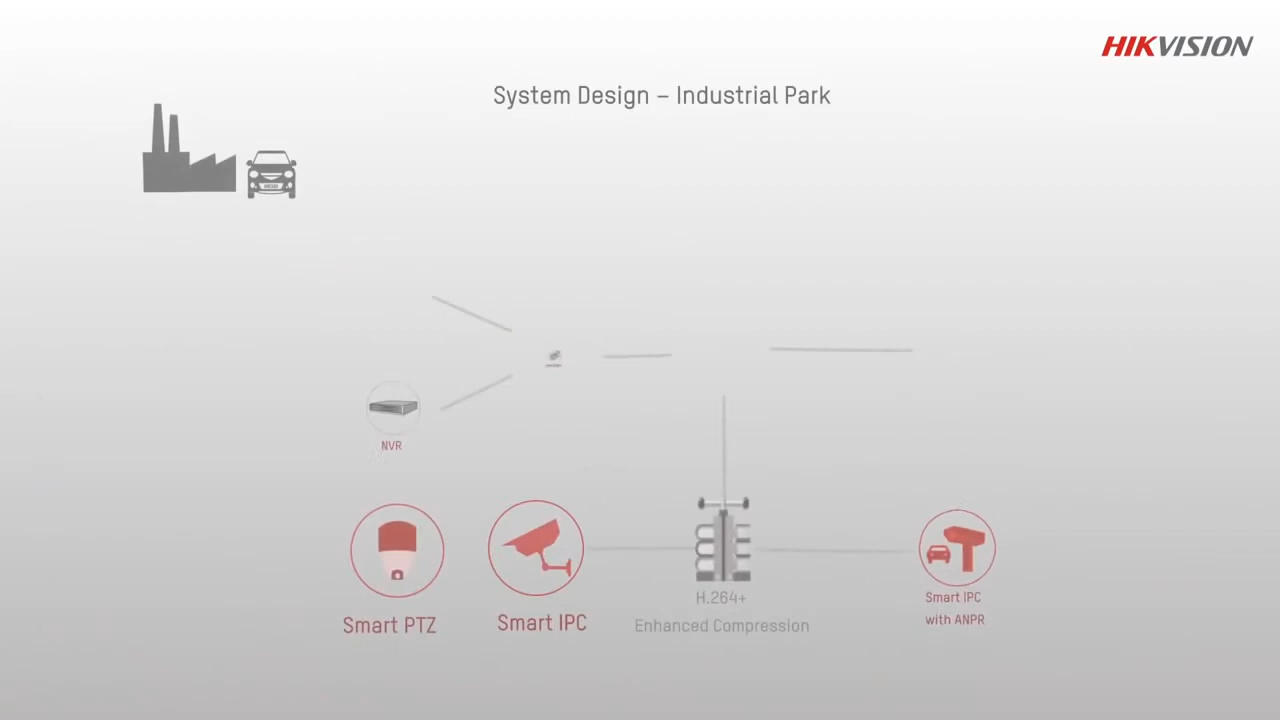 HIKVISION
System Design – Industrial Park
NVR
Smart PTZ
Smart IPC
H.264+
Enhanced Compression
Smart IPC
with ANPR